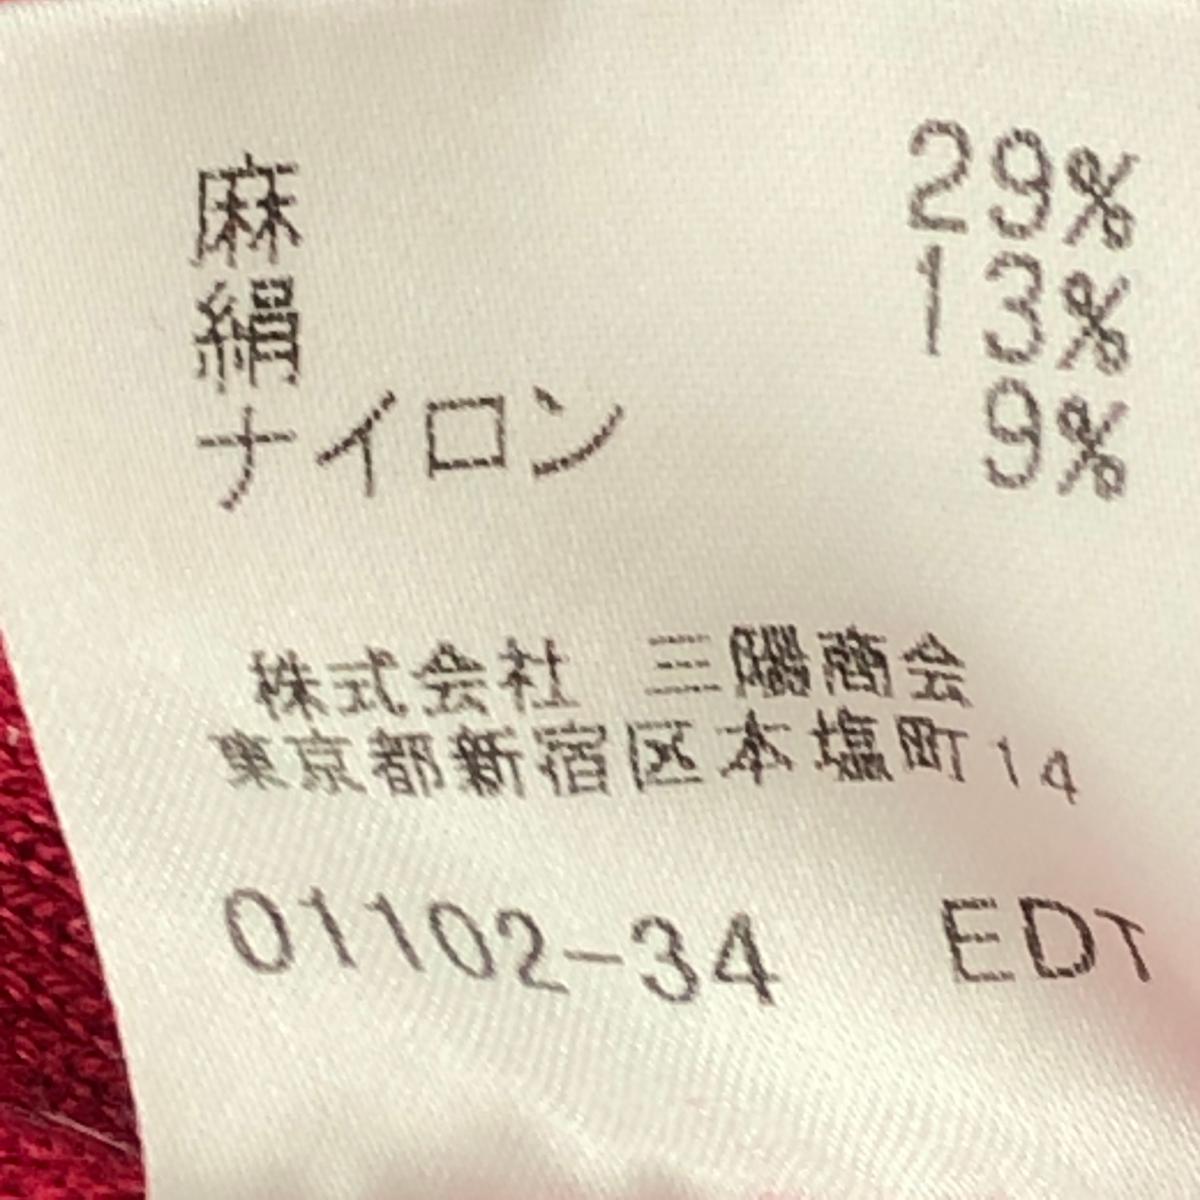 麻 29%
絹 13%
ナイロン 9%
株式会社 三陽商会
東京都新宿区本塩町14
01102-34 EDT